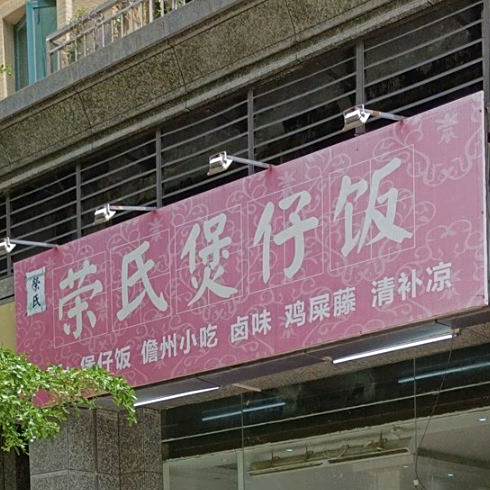 榮氏
荣氏煲仔饭
煲仔饭 儋州小吃 卤味 鸡屎藤 清补凉